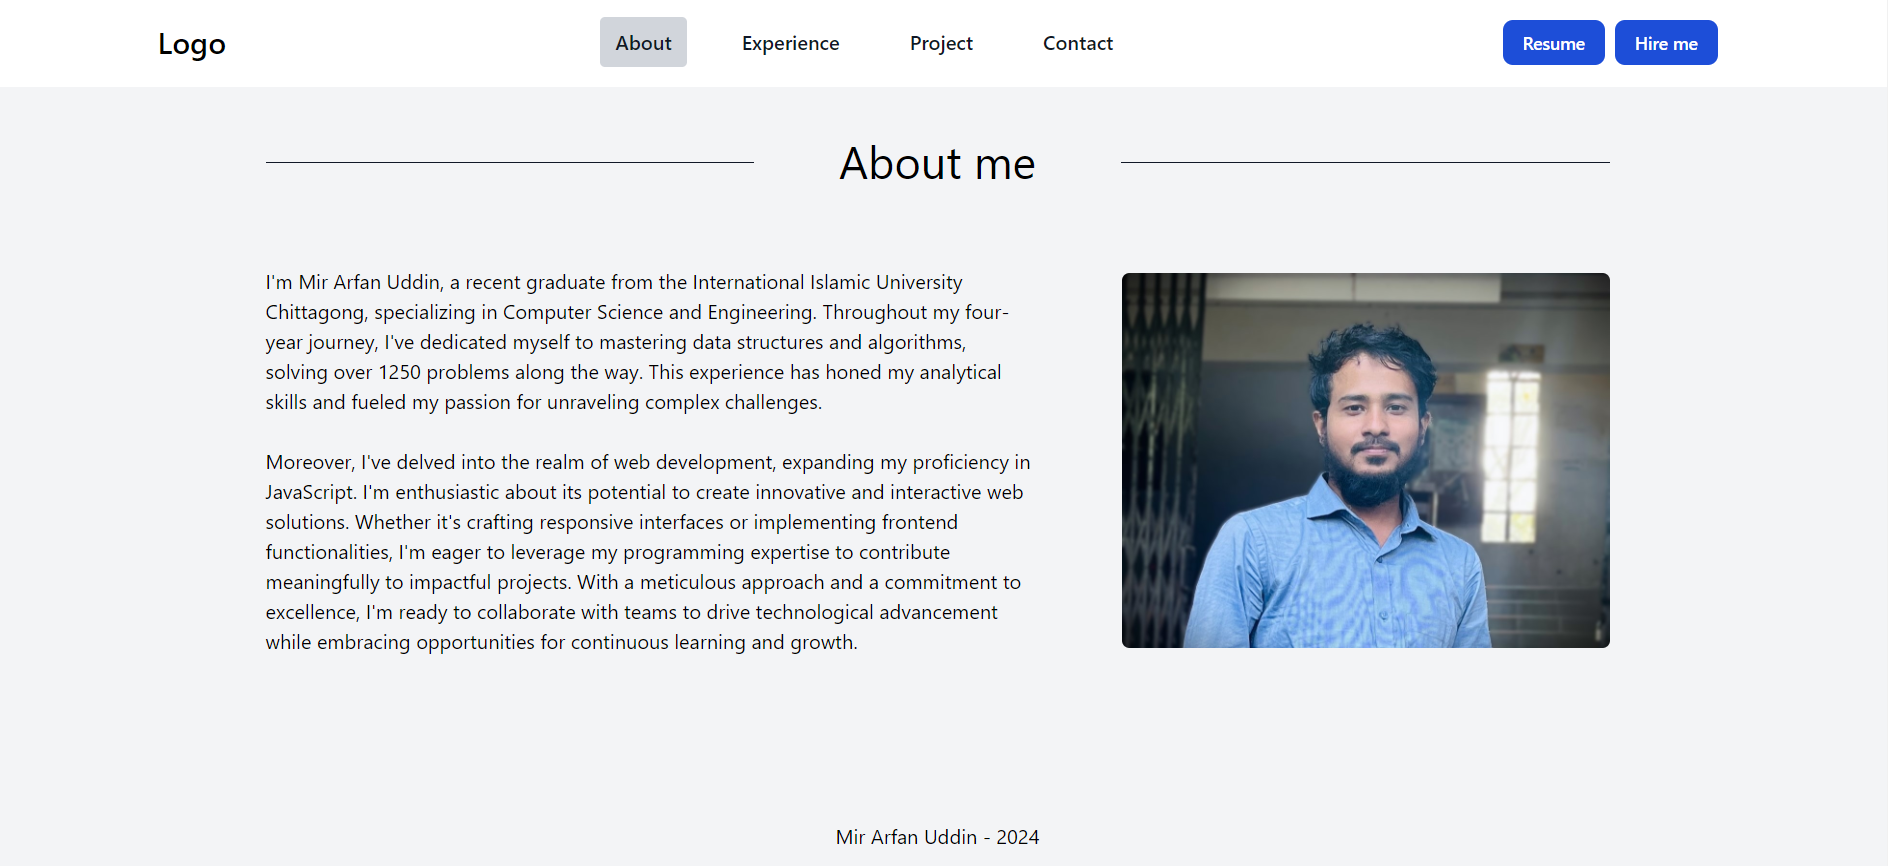 Logo
About
Experience
Project
Contact
Resume
Hire me
About me
I'm Mir Arfan Uddin, a recent graduate from the International Islamic University
Chittagong, specializing in Computer Science and Engineering. Throughout my four-
year journey, I've dedicated myself to mastering data structures and algorithms,
solving over 1250 problems along the way. This experience has honed my analytical
skills and fueled my passion for unraveling complex challenges.
Moreover, I've delved into the realm of web development, expanding my proficiency in
JavaScript. I'm enthusiastic about its potential to create innovative and interactive web
solutions. Whether it's crafting responsive interfaces or implementing frontend
functionalities, I'm eager to leverage my programming expertise to contribute
meaningfully to impactful projects. With a meticulous approach and a commitment to
excellence, I'm ready to collaborate with teams to drive technological advancement
while embracing opportunities for continuous learning and growth.
Mir Arfan Uddin - 2024